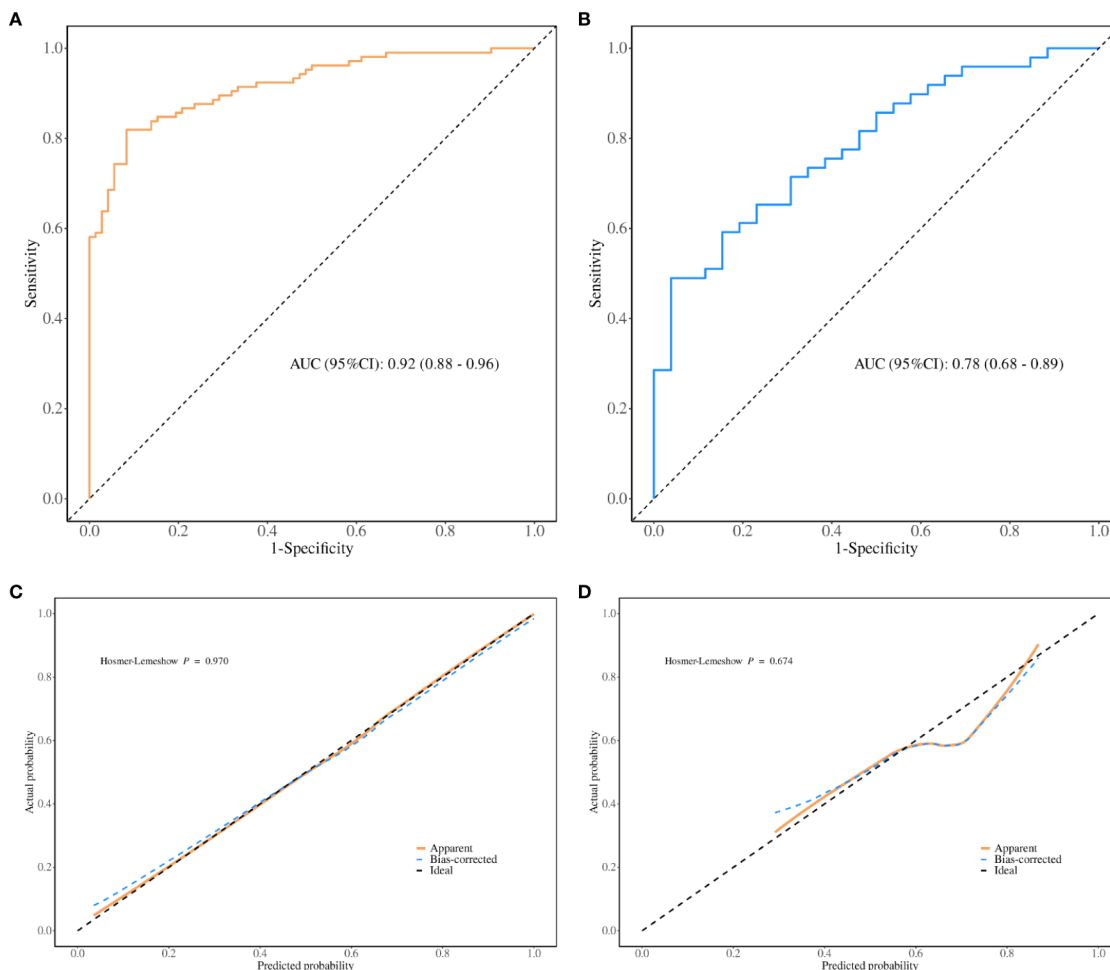 A
1.0
0.8
0.6
0.4
0.2
0.0
Sensitivity
AUC (95%CI): 0.92 (0.88 - 0.96)
0.0 0.2 0.4 0.6 0.8 1.0
1-Specificity
B
1.0
0.8
0.6
0.4
0.2
0.0
Sensitivity
AUC (95%CI): 0.78 (0.68 - 0.89)
0.0 0.2 0.4 0.6 0.8 1.0
1-Specificity
C
1.0
0.8
0.6
0.4
0.2
0.0
Actual probability
Hosmer-Lemeshow P = 0.970
Apparent
Bias-corrected
Ideal
0.0 0.2 0.4 0.6 0.8 1.0
Predicted probability
D
1.0
0.8
0.6
0.4
0.2
0.0
Actual probability
Hosmer-Lemeshow P = 0.674
Apparent
Bias-corrected
Ideal
0.0 0.2 0.4 0.6 0.8 1.0
Predicted probability